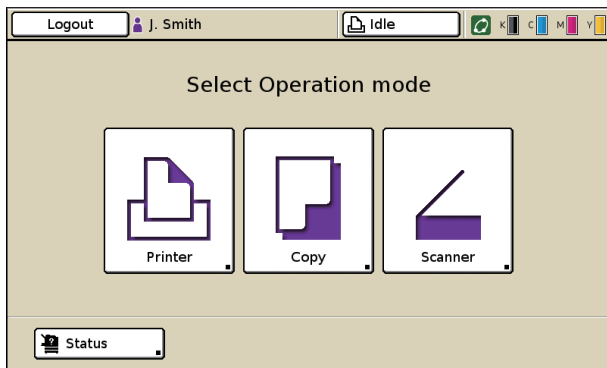 Logout J. Smith Idle K C M Y
Select Operation mode
Printer Copy Scanner
Status